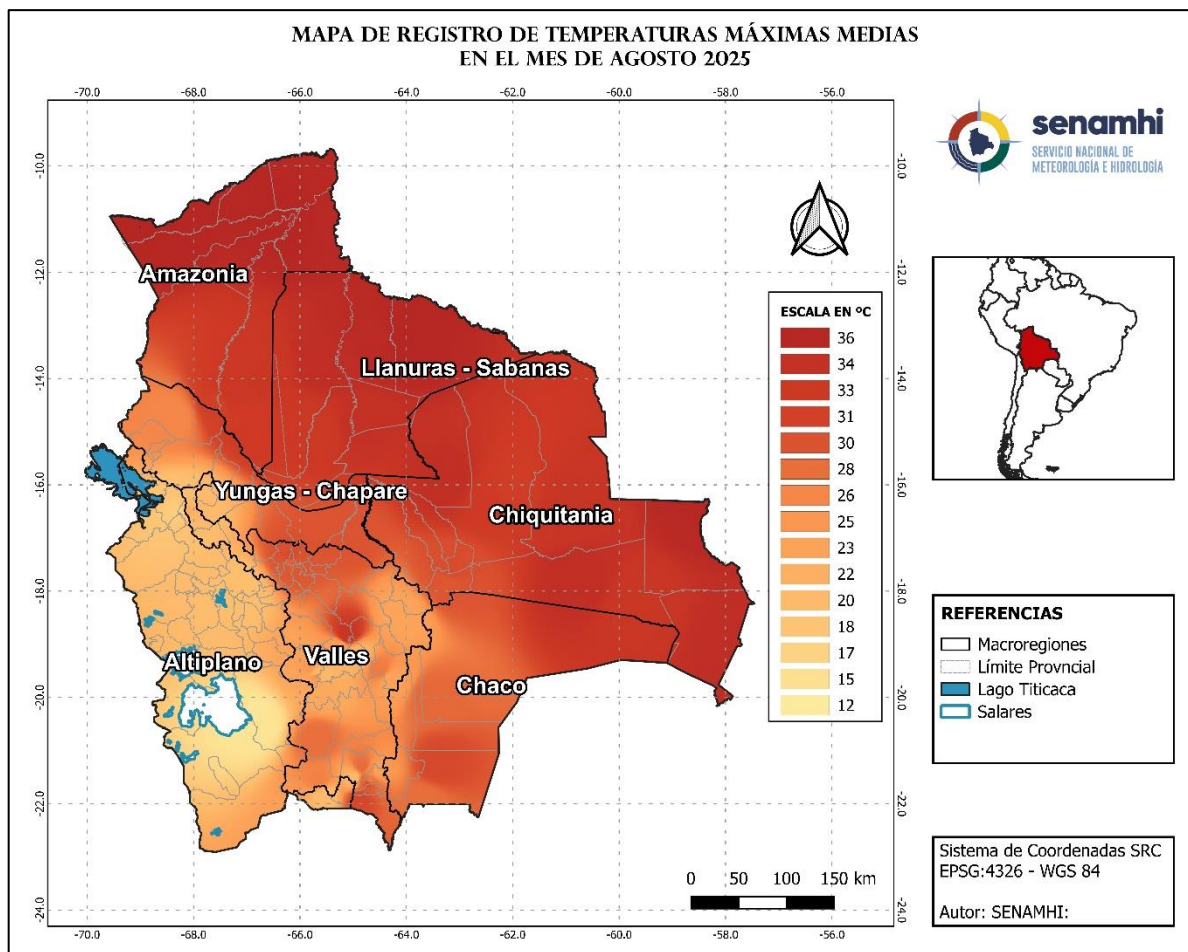 MAPA DE REGISTRO DE TEMPERATURAS MÁXIMAS MEDIAS
EN EL MES DE AGOSTO 2025
-70.0 -68.0 -66.0 -64.0 -62.0 -60.0 -58.0 -56.0
-10.0 -10.0
-12.0 -12.0
-14.0 -14.0
-16.0 -16.0
-18.0 -18.0
-20.0 -20.0
-22.0 -22.0
-24.0 -24.0
Amazonia
Llanuras - Sabanas
Yungas - Chapare
Chiquitania
Altiplano
Valles
Chaco
ESCALA EN ºC
36
34
33
31
30
28
26
25
23
22
20
18
17
15
12
0 50 100 150 km
-70.0 -68.0 -66.0 -64.0 -62.0 -60.0 -58.0 -56.0
senamhi
SERVICIO NACIONAL DE
METEOROLOGÍA E HIDROLOGÍA
REFERENCIAS
Macroregiones
Límite Provncial
Lago Titicaca
Salares
Sistema de Coordenadas SRC
EPSG:4326 - WGS 84
Autor: SENAMHI: